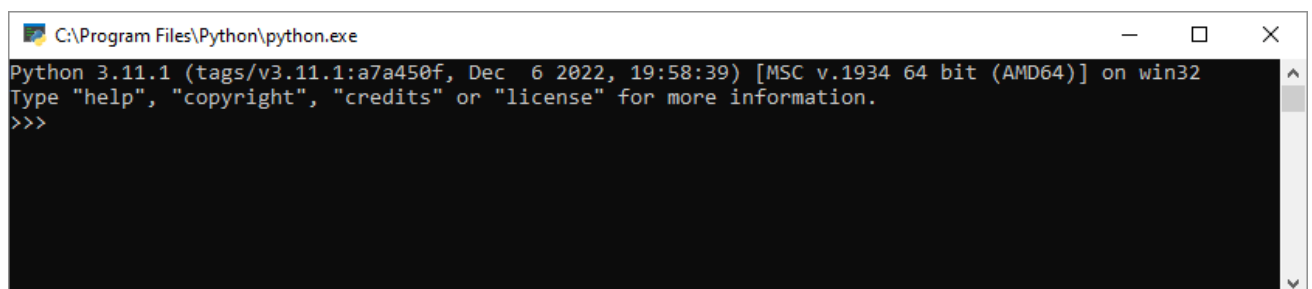 C:\Program Files\Python\python.exe
Python 3.11.1 (tags/v3.11.1:a7a450f, Dec  6 2022, 19:58:39) [MSC v.1934 64 bit (AMD64)] on win32
Type "help", "copyright", "credits" or "license" for more information.
>>>